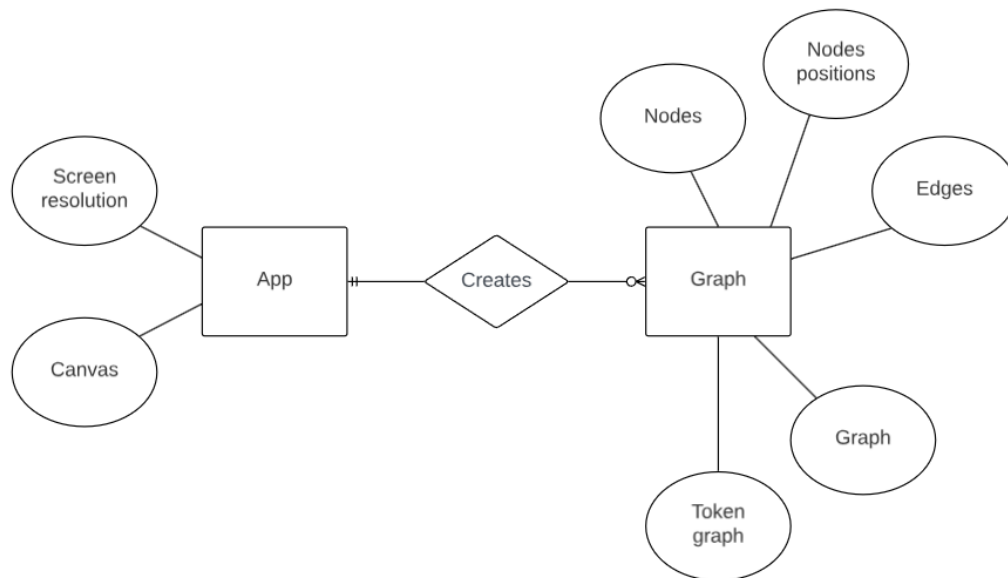 Nodes
positions
Nodes
Screen
resolution
Edges
App
Creates
Graph
Canvas
Graph
Token
graph